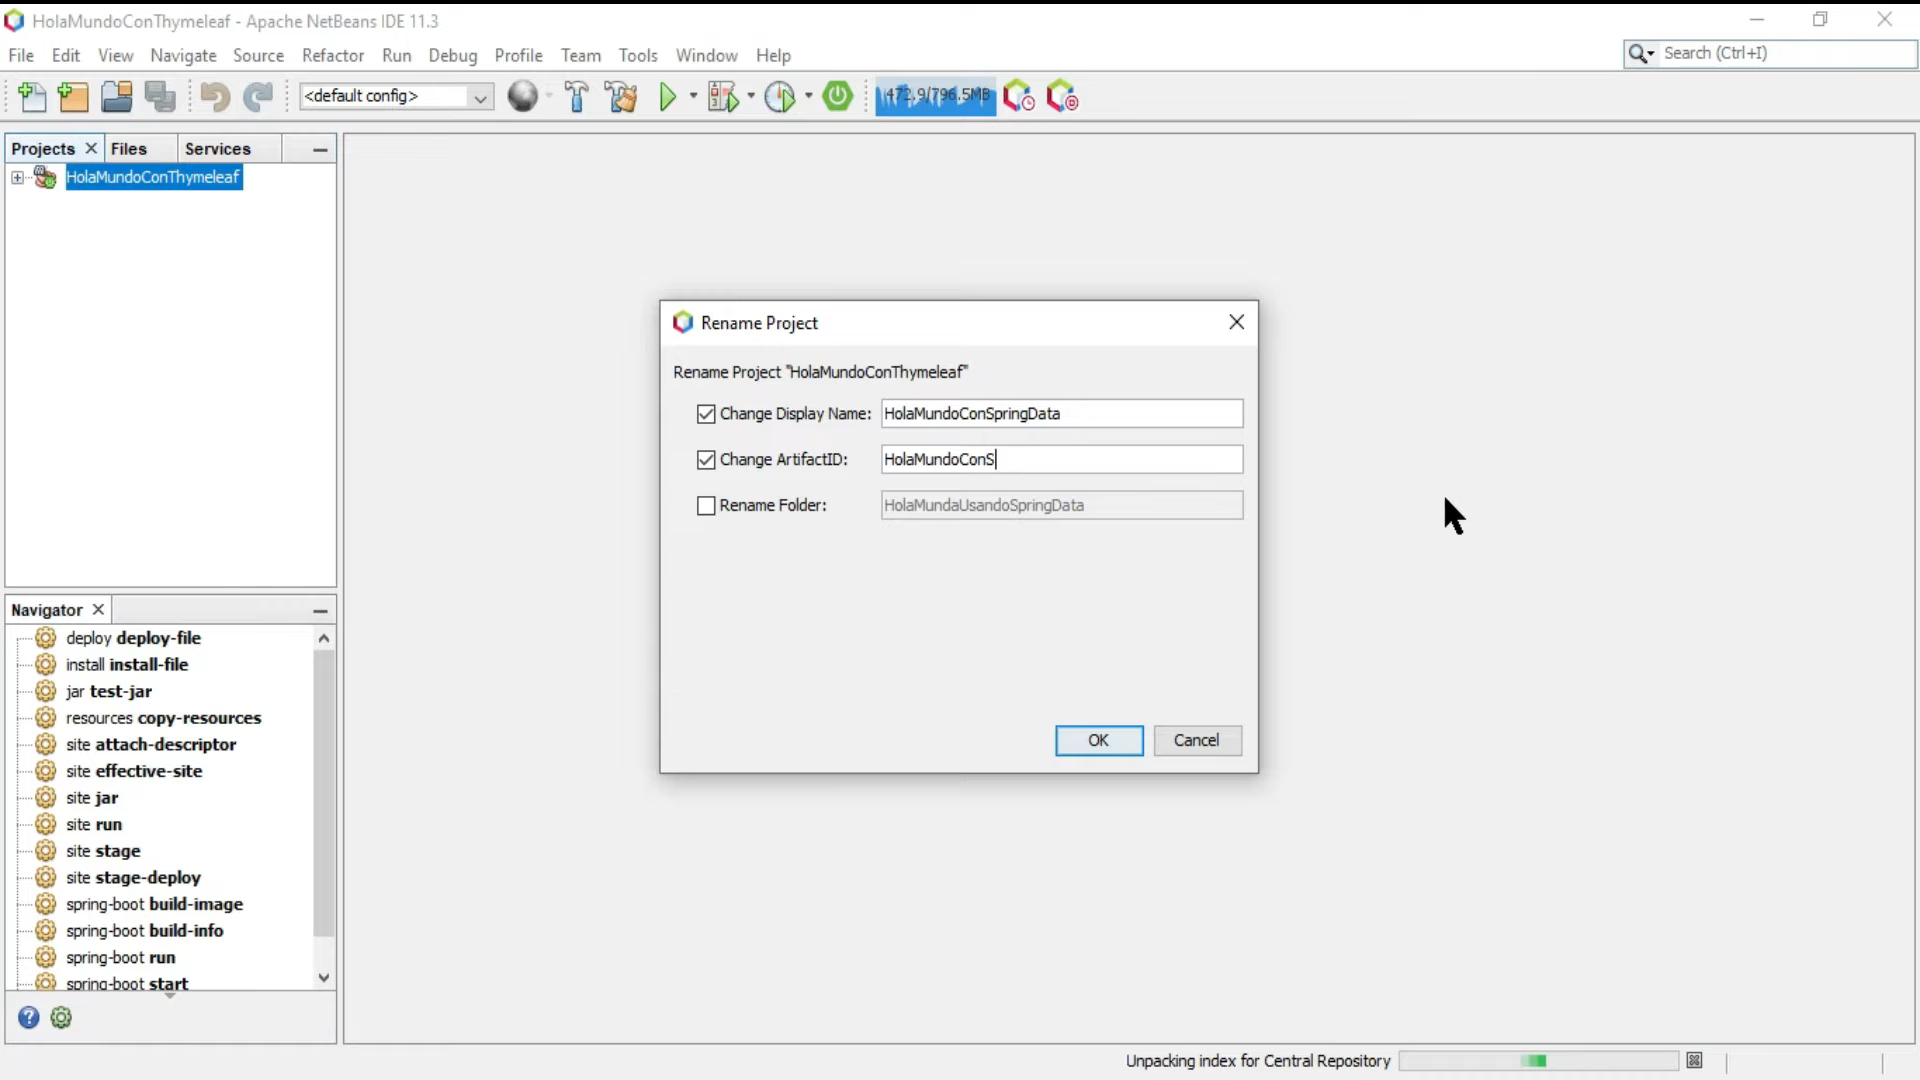 HolaMundoConThymeleaf - Apache NetBeans IDE 11.3
File Edit View Navigate Source Refactor Run Debug Profile Team Tools Window Help
Search (Ctrl+I)
<default config>
472.9/796.5MB
Projects Files Services
HolaMundoConThymeleaf
Rename Project
Rename Project "HolaMundoConThymeleaf"
Change Display Name: HolaMundoConSpringData
Change ArtifactID: HolaMundoConS
Rename Folder: HolaMundaUsandoSpringData
OK Cancel
Navigator
deploy deploy-file
install install-file
jar test-jar
resources copy-resources
site attach-descriptor
site effective-site
site jar
site run
site stage
site stage-deploy
spring-boot build-image
spring-boot build-info
spring-boot run
spring-boot start
Unpacking index for Central Repository